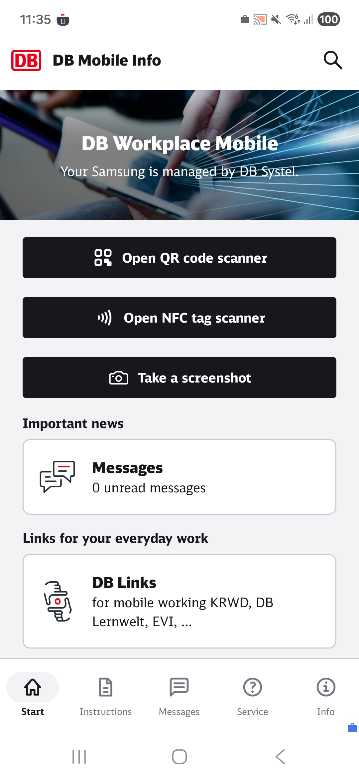 11:35
100
DB DB Mobile Info
DB Workplace Mobile
Your Samsung is managed by DB Systel.
Open QR code scanner
Open NFC tag scanner
Take a screenshot
Important news
Messages
0 unread messages
Links for your everyday work
DB Links
for mobile working KRWD, DB
Lernwelt, EVI, ...
Start Instructions Messages Service Info